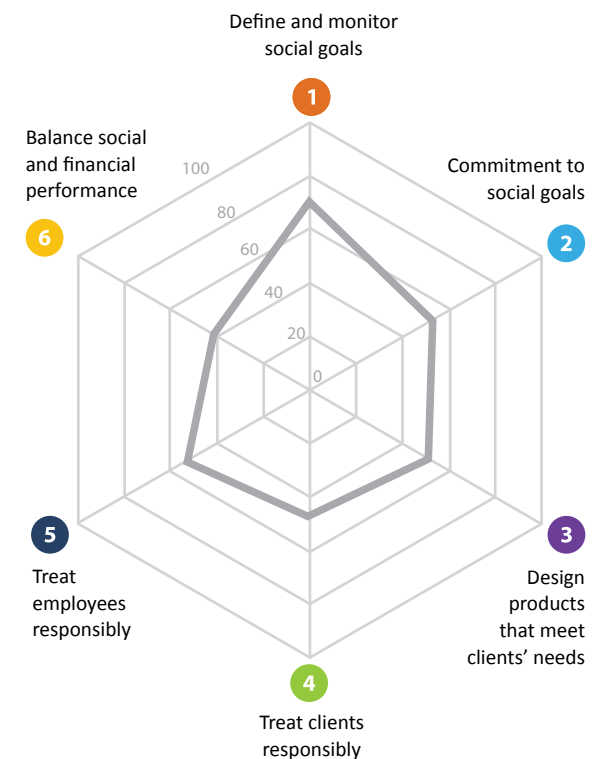 Define and monitor
social goals
1
Balance social
and financial
performance
6
100
80
60
40
20
0
Commitment to
social goals
2
5
Treat
employees
responsibly
3
Design
products
that meet
clients’ needs
4
Treat clients
responsibly